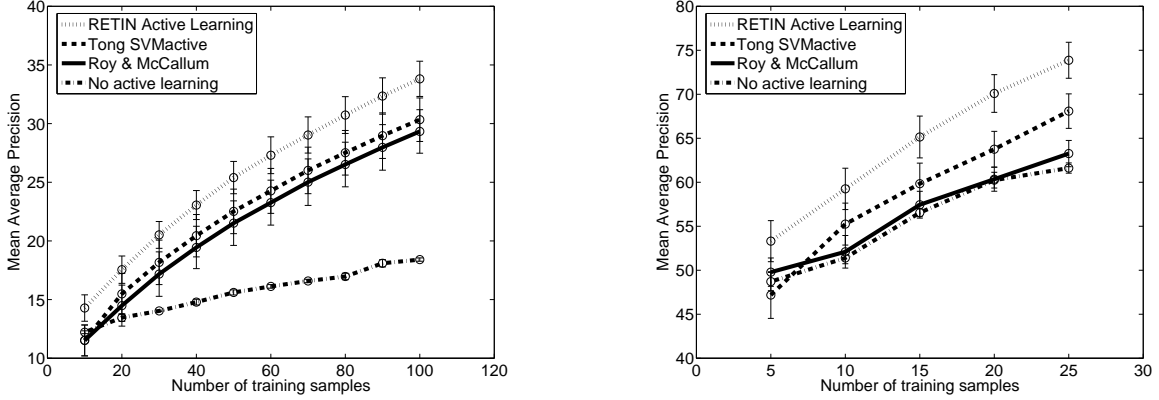 40
35
30
25
20
15
10
0
20
40
60
80
100
120
Mean Average Precision
Number of training samples
RETIN Active Learning
Tong SVMactive
Roy & McCallum
No active learning
80
75
70
65
60
55
50
45
40
0
5
10
15
20
25
30
Mean Average Precision
Number of training samples
RETIN Active Learning
Tong SVMactive
Roy & McCallum
No active learning